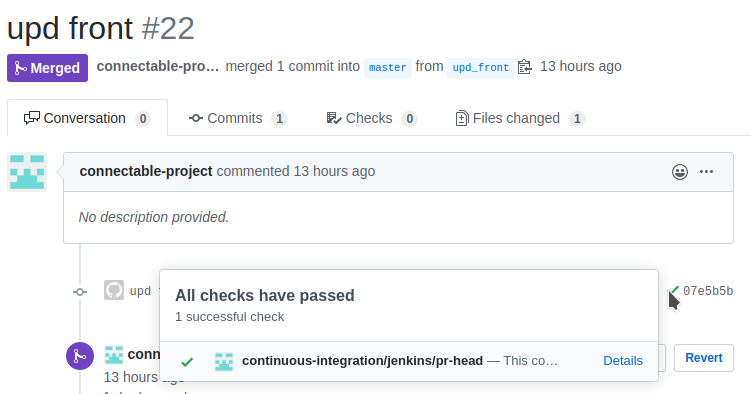 upd front #22
Merged connectable-pro… merged 1 commit into master from upd_front 13 hours ago
Conversation 0 Commits 1 Checks 0 Files changed 1
connectable-project commented 13 hours ago
No description provided.
upd 07e5b5b
All checks have passed
1 successful check
continuous-integration/jenkins/pr-head — This co… Details
conn Revert
13 hours ago